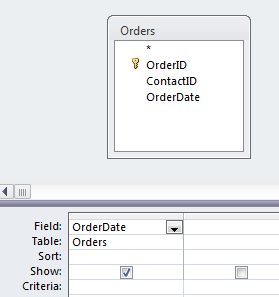 Orders
*
OrderID
ContactID
OrderDate
Field: OrderDate
Table: Orders
Sort:
Show:
Criteria: